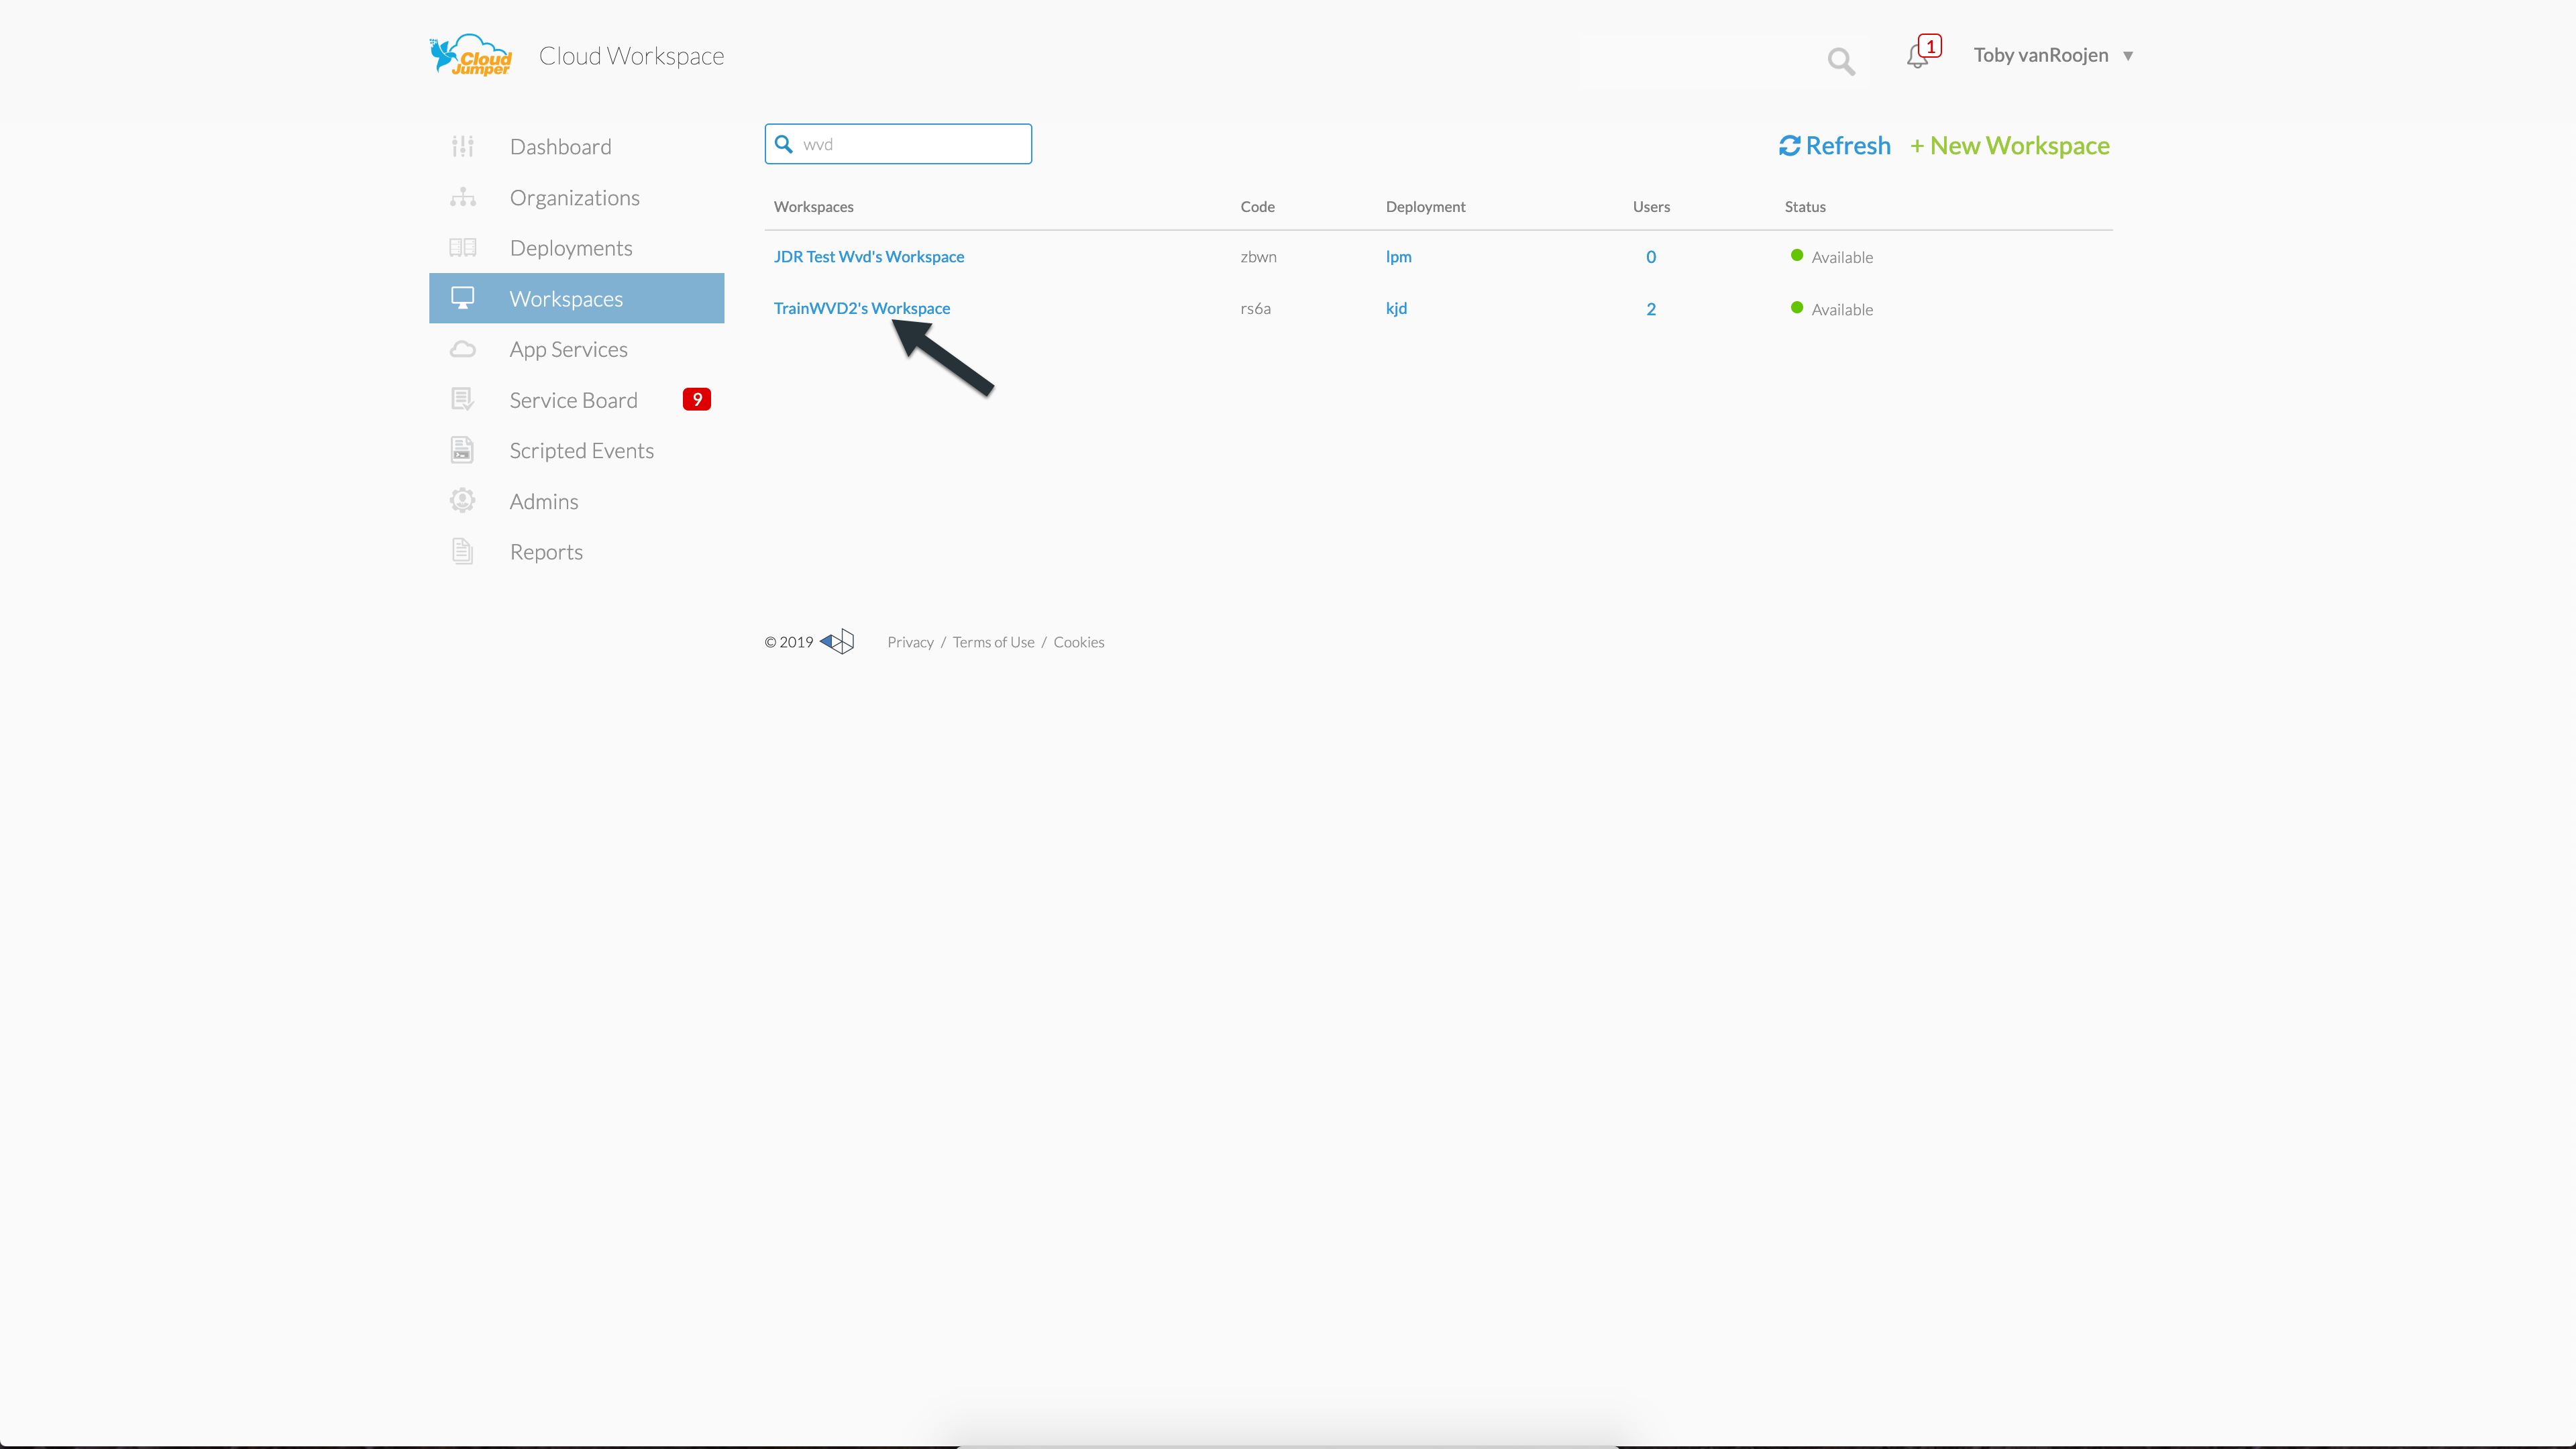 Cloud Jumper
Cloud Workspace
1
Toby vanRoojen ▼
Dashboard
Organizations
Deployments
Workspaces
App Services
Service Board 9
Scripted Events
Admins
Reports
wvd
Refresh + New Workspace
Workspaces Code Deployment Users Status
JDR Test Wvd's Workspace zbwn lpm 0 Available
TrainWVD2's Workspace rs6a kjd 2 Available
© 2019 Privacy / Terms of Use / Cookies